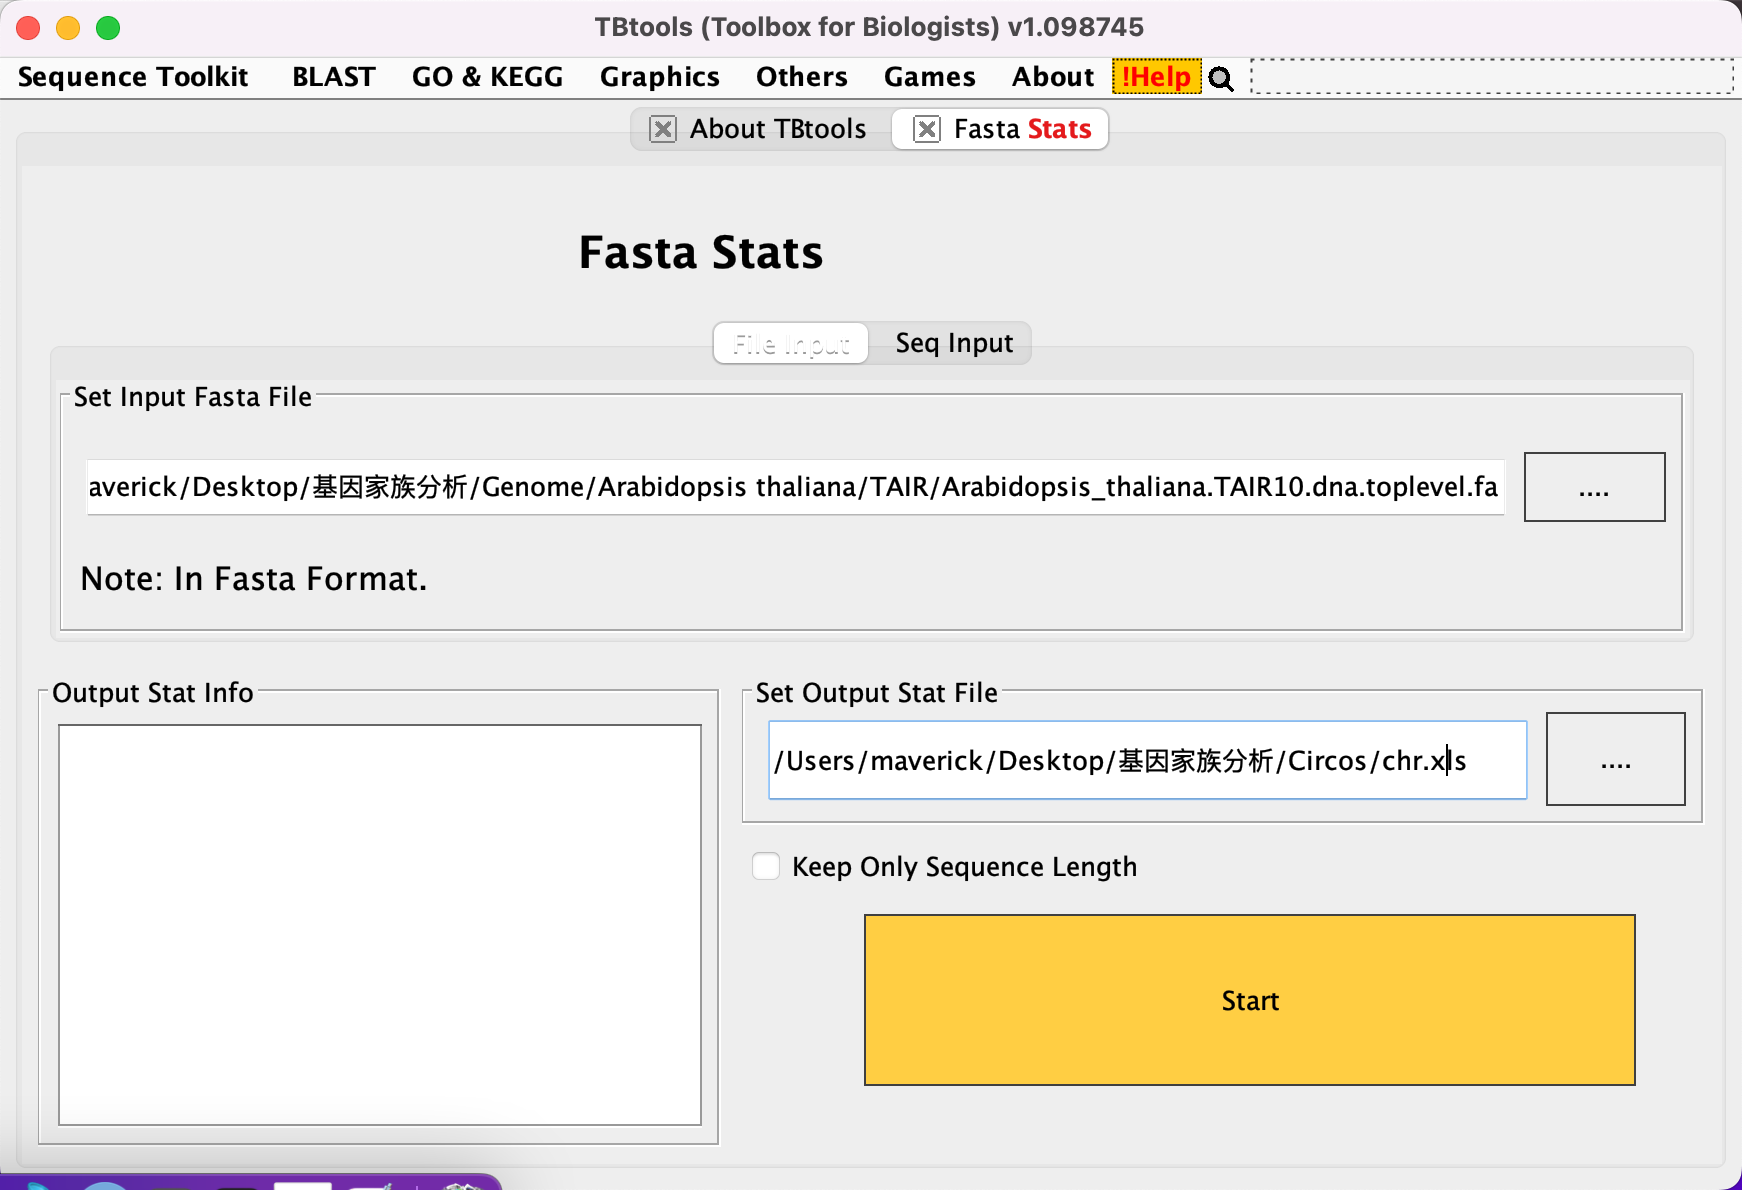 TBtools (Toolbox for Biologists) v1.098745
Sequence Toolkit BLAST GO & KEGG Graphics Others Games About !Help
About TBtools Fasta Stats
Fasta Stats
File Input Seq Input
Set Input Fasta File
averick/Desktop/基因家族分析/Genome/Arabidopsis thaliana/TAIR/Arabidopsis_thaliana.TAIR10.dna.toplevel.fa
....
Note: In Fasta Format.
Output Stat Info
Set Output Stat File
/Users/maverick/Desktop/基因家族分析/Circos/chr.xls
....
Keep Only Sequence Length
Start